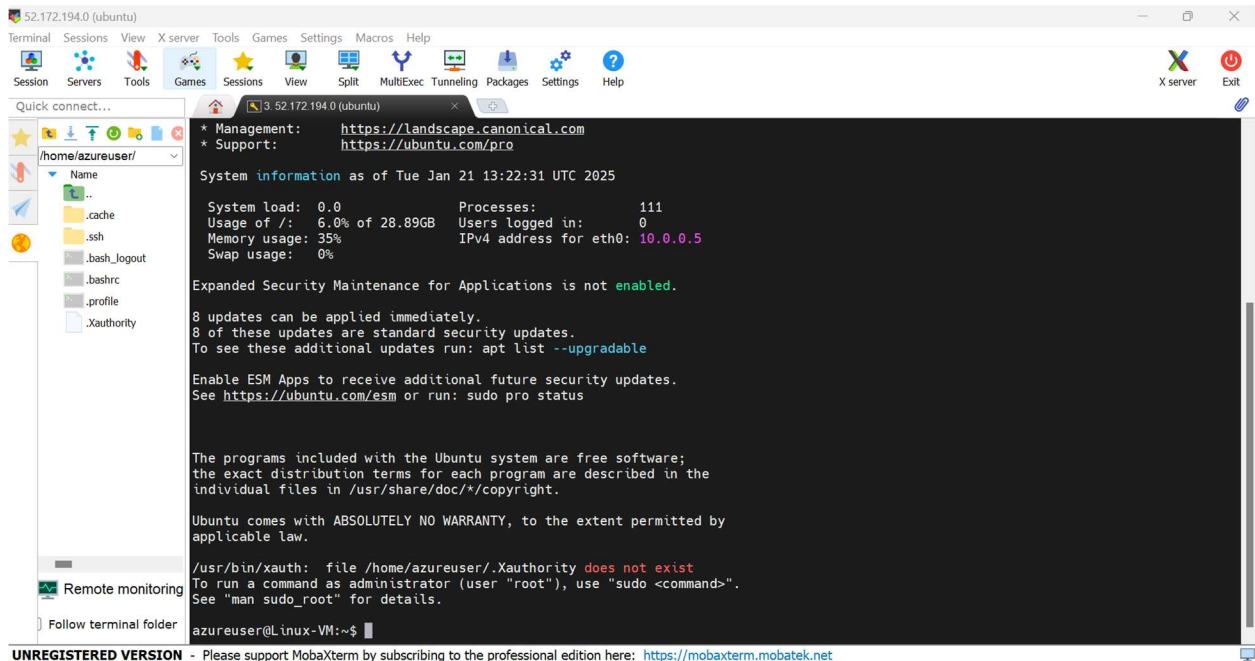 52.172.194.0 (ubuntu)
Terminal Sessions View X server Tools Games Settings Macros Help
Session Servers Tools Games Sessions View Split MultiExec Tunneling Packages Settings Help X server Exit
Quick connect...
3. 52.172.194.0 (ubuntu)
/home/azureuser/
Name
..
.cache
.ssh
.bash_logout
.bashrc
.profile
.Xauthority
Remote monitoring
Follow terminal folder
* Management: https://landscape.canonical.com
* Support: https://ubuntu.com/pro
System information as of Tue Jan 21 13:22:31 UTC 2025
System load: 0.0 Processes: 111
Usage of /: 6.0% of 28.89GB Users logged in: 0
Memory usage: 35% IPv4 address for eth0: 10.0.0.5
Swap usage: 0%
Expanded Security Maintenance for Applications is not enabled.
8 updates can be applied immediately.
8 of these updates are standard security updates.
To see these additional updates run: apt list --upgradable
Enable ESM Apps to receive additional future security updates.
See https://ubuntu.com/esm or run: sudo pro status
The programs included with the Ubuntu system are free software;
the exact distribution terms for each program are described in the
individual files in /usr/share/doc/*/copyright.
Ubuntu comes with ABSOLUTELY NO WARRANTY, to the extent permitted by
applicable law.
/usr/bin/xauth: file /home/azureuser/.Xauthority does not exist
To run a command as administrator (user "root"), use "sudo <command>".
See "man sudo_root" for details.
azureuser@Linux-VM:~$
UNREGISTERED VERSION - Please support MobaXterm by subscribing to the professional edition here: https://mobaxterm.mobatek.net